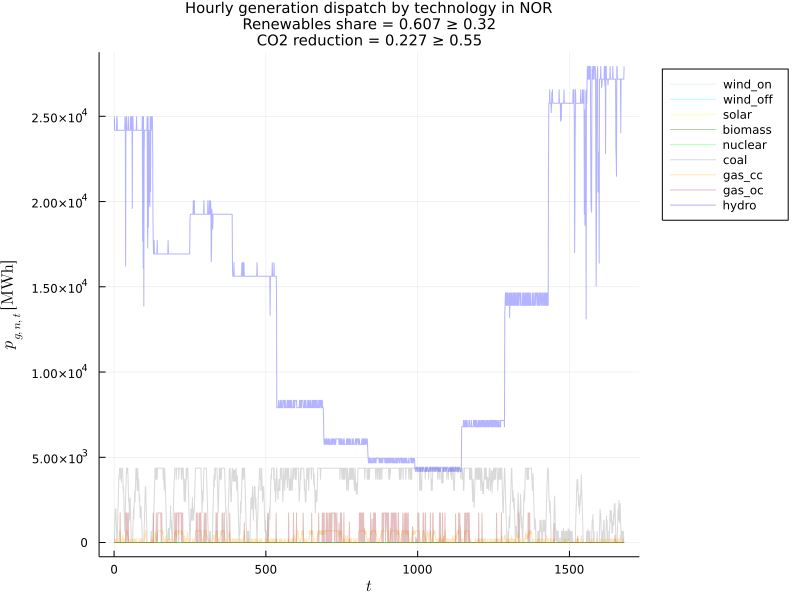 Hourly generation dispatch by technology in NOR
Renewables share = 0.607 ≥ 0.32
CO2 reduction = 0.227 ≥ 0.55
wind_on
wind_off
solar
biomass
nuclear
coal
gas_cc
gas_oc
hydro
p_{g,n,t} [MWh]
2.50×10⁴
2.00×10⁴
1.50×10⁴
1.00×10⁴
5.00×10³
0
0 500 1000 1500
t